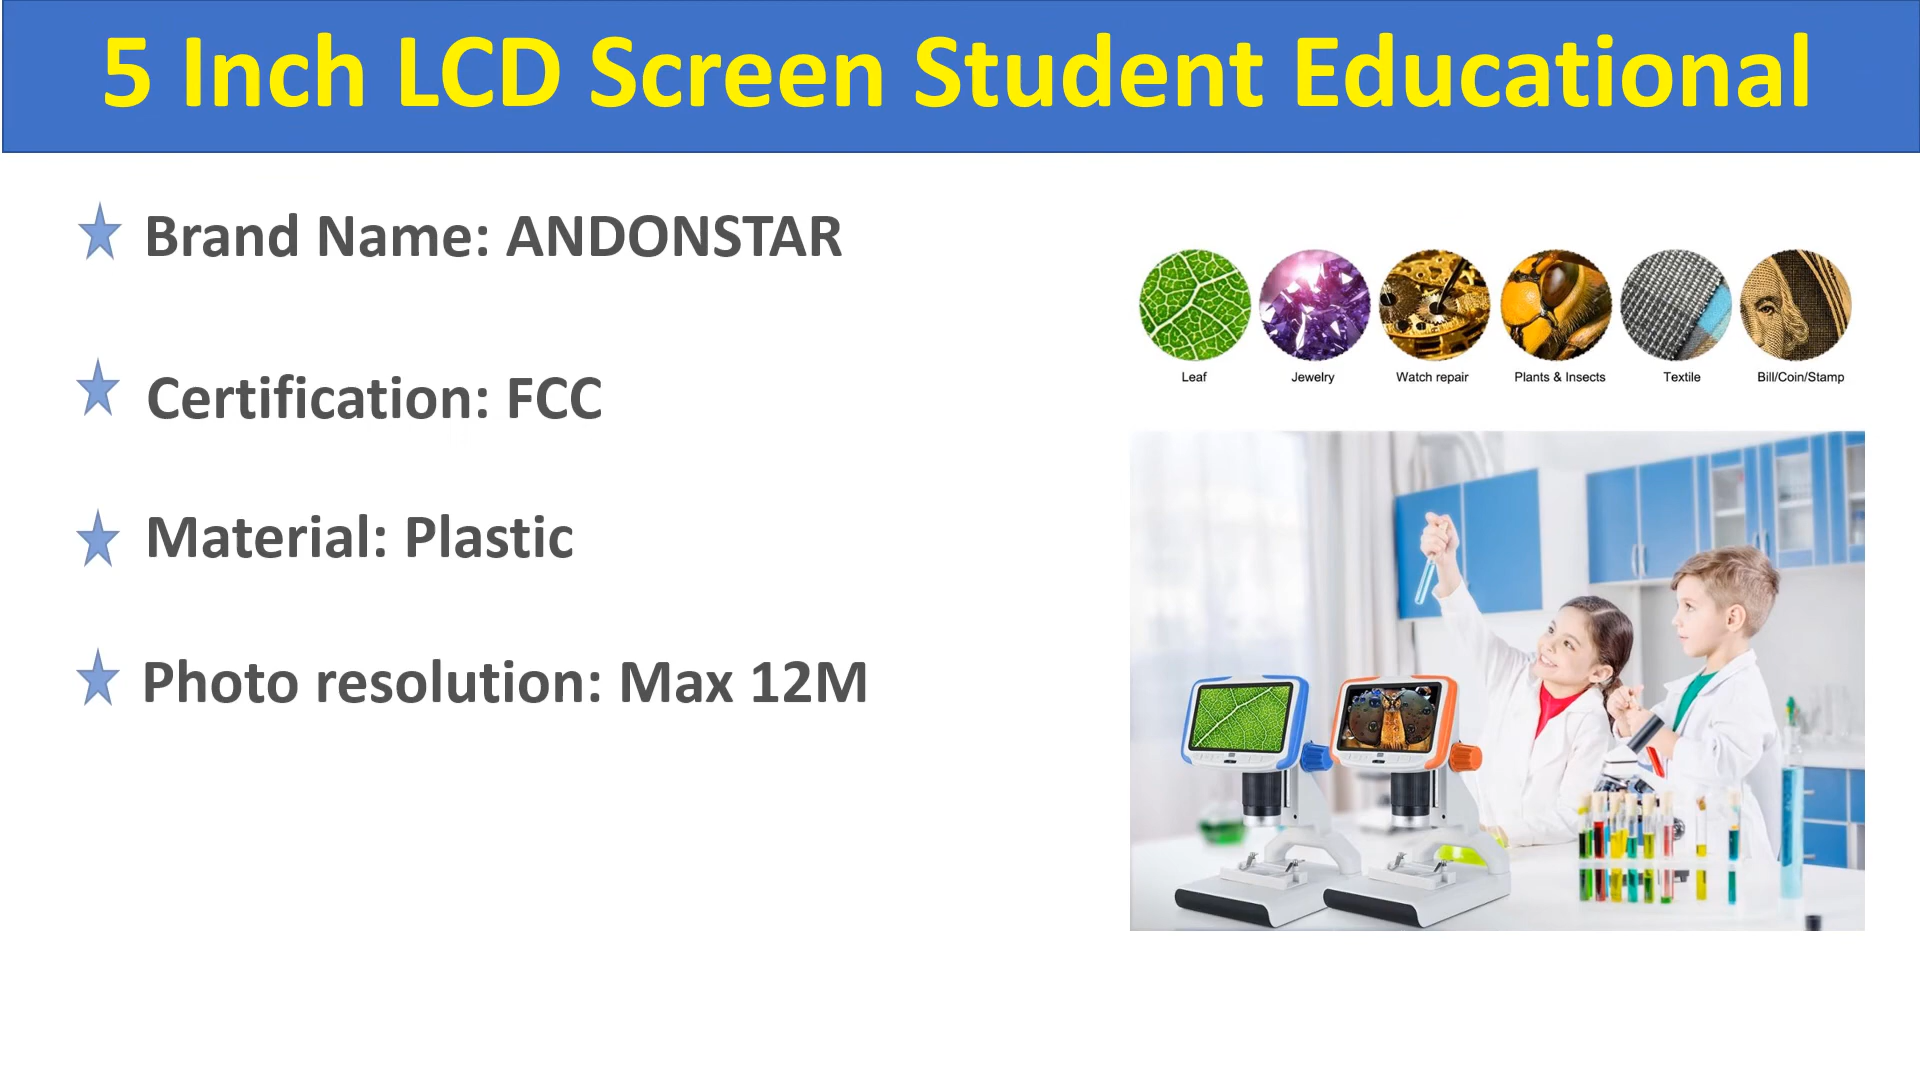 5 Inch LCD Screen Student Educational
Brand Name: ANDONSTAR
Certification: FCC
Material: Plastic
Photo resolution: Max 12M
Leaf
Jewelry
Watch repair
Plants & Insects
Textile
Bill/Coin/Stamp